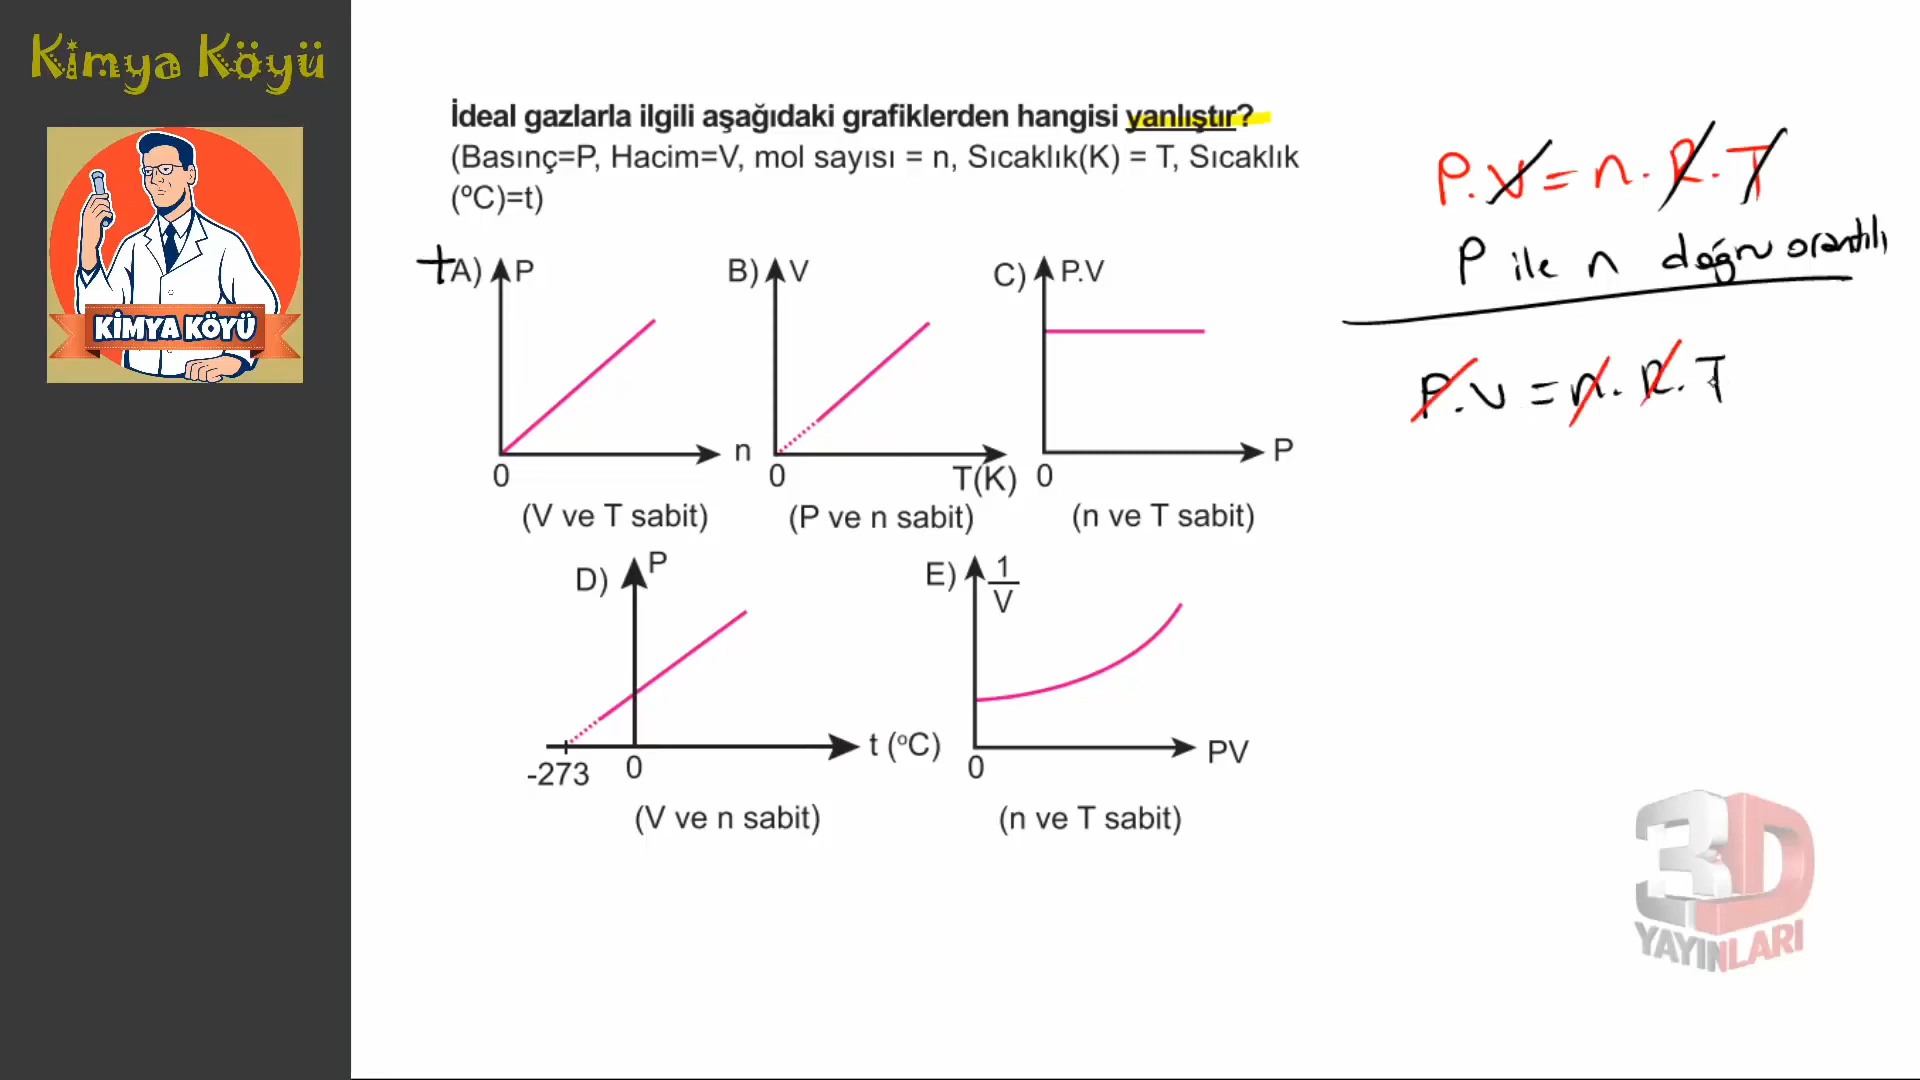 Kimya Köyü
KİMYA KÖYÜ
İdeal gazlarla ilgili aşağıdaki grafiklerden hangisi yanlıştır?
(Basınç=P, Hacim=V, mol sayısı = n, Sıcaklık(K) = T, Sıcaklık
(ºC)=t)
+A) P
n
0
(V ve T sabit)
B) V
0
T(K)
(P ve n sabit)
C) P.V
P
0
(n ve T sabit)
D) P
t (ºC)
-273 0
(V ve n sabit)
E) 1
V
PV
0
(n ve T sabit)
P.V = n.R.T
P ile n doğru orantılı
P.V = n.R.T
3D
YAYINLARI